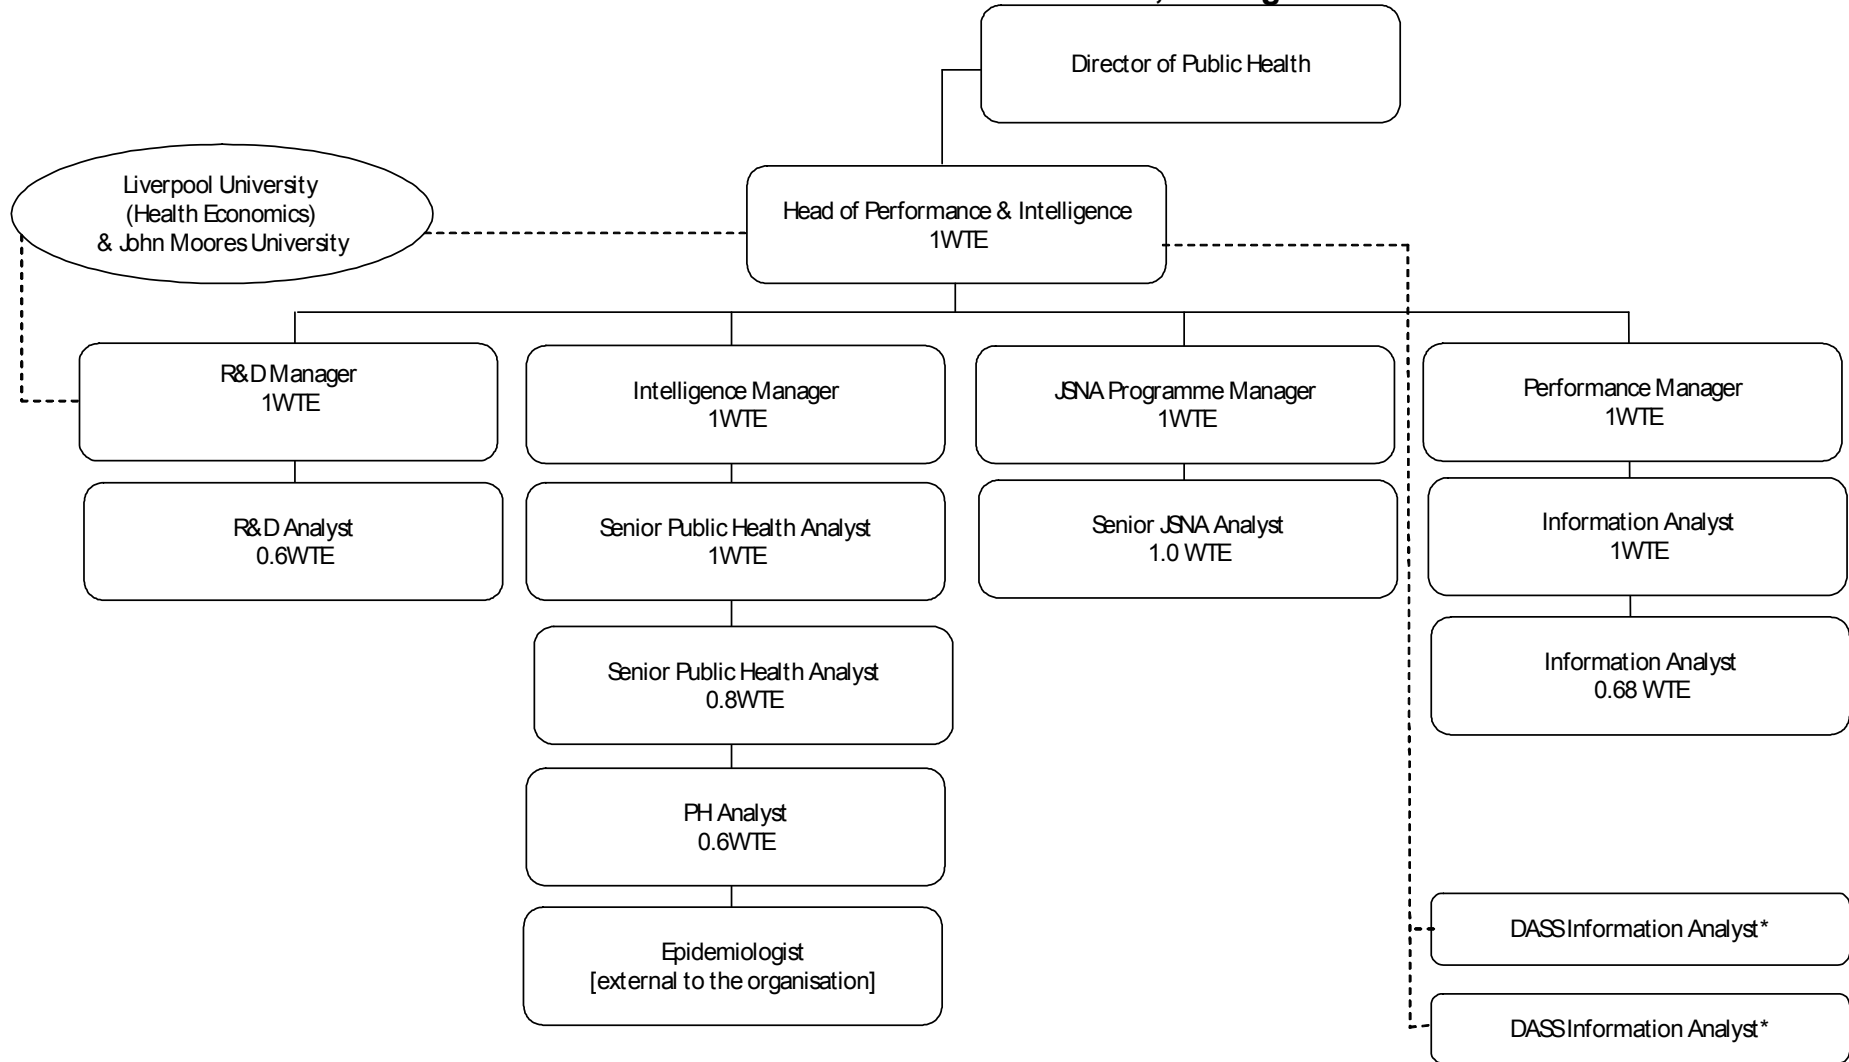 Director of Public Health
Liverpool University
(Health Economics)
& John Moores University
Head of Performance & Intelligence
1WTE
R&D Manager
1WTE
Intelligence Manager
1WTE
JSNA Programme Manager
1WTE
Performance Manager
1WTE
R&D Analyst
0.6WTE
Senior Public Health Analyst
1WTE
Senior JSNA Analyst
1.0 WTE
Information Analyst
1WTE
Senior Public Health Analyst
0.8WTE
Information Analyst
0.68 WTE
PH Analyst
0.6WTE
Epidemiologist
[external to the organisation]
DASS Information Analyst*
DASS Information Analyst*